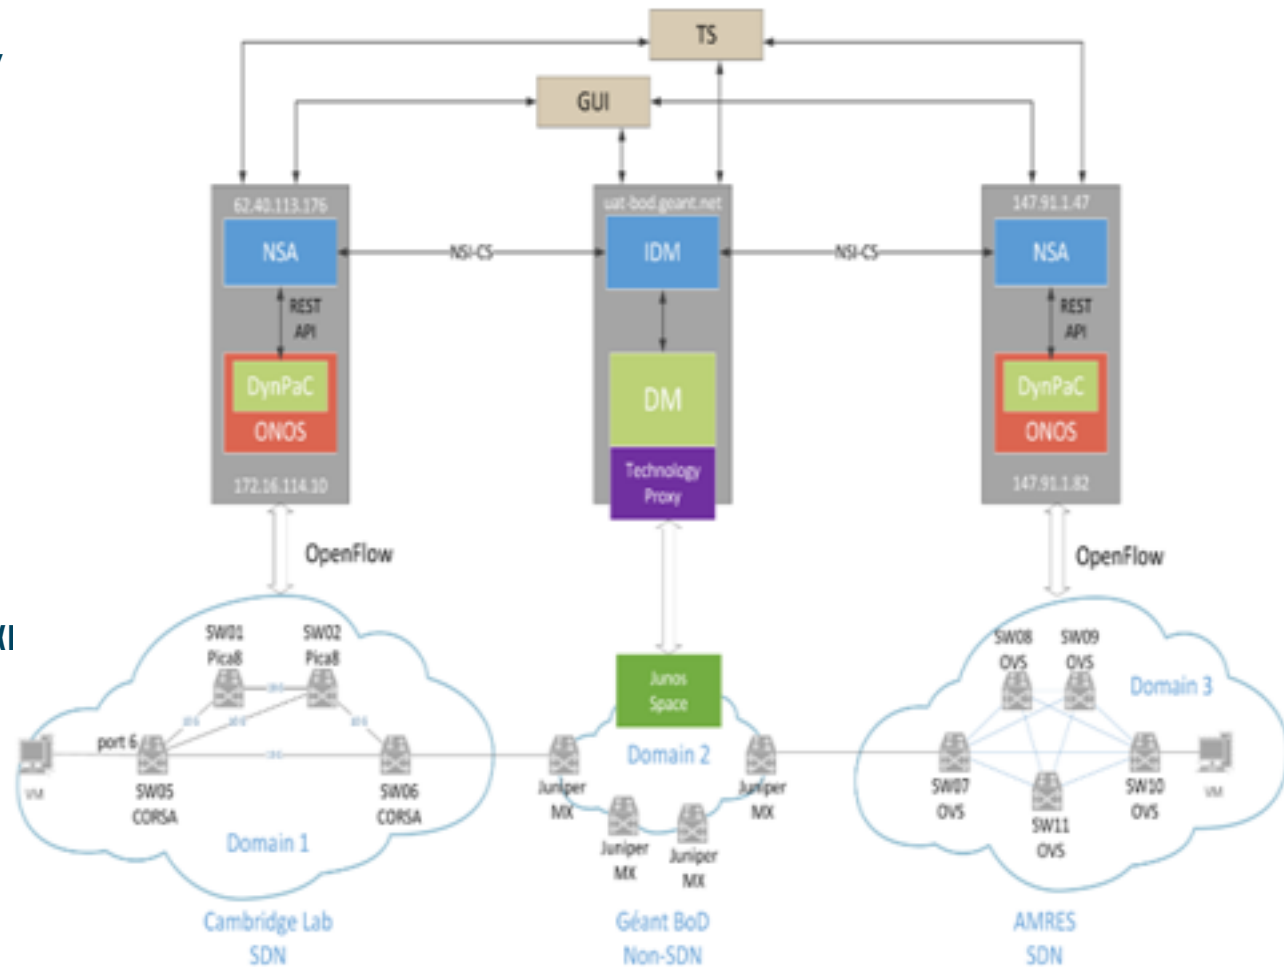 TS
GUI
62.40.113.176
uat-bod.geant.net
147.91.1.47
NSA
NSI-CS
IDM
NSI-CS
NSA
REST
API
REST
API
DynPaC
ONOS
DM
DynPaC
ONOS
Technology
Proxy
172.16.114.10
147.91.1.82
OpenFlow
OpenFlow
SW01
Pica8
SW02
Pica8
SW08
OVS
SW09
OVS
Junos
Space
Domain 3
port 6
Domain 2
VM
SW05
CORSA
SW06
CORSA
Juniper
MX
Juniper
MX
SW07
OVS
SW10
OVS
VM
SW11
OVS
Domain 1
Juniper
MX
Juniper
MX
Cambridge Lab
SDN
Géant BoD
Non-SDN
AMRES
SDN